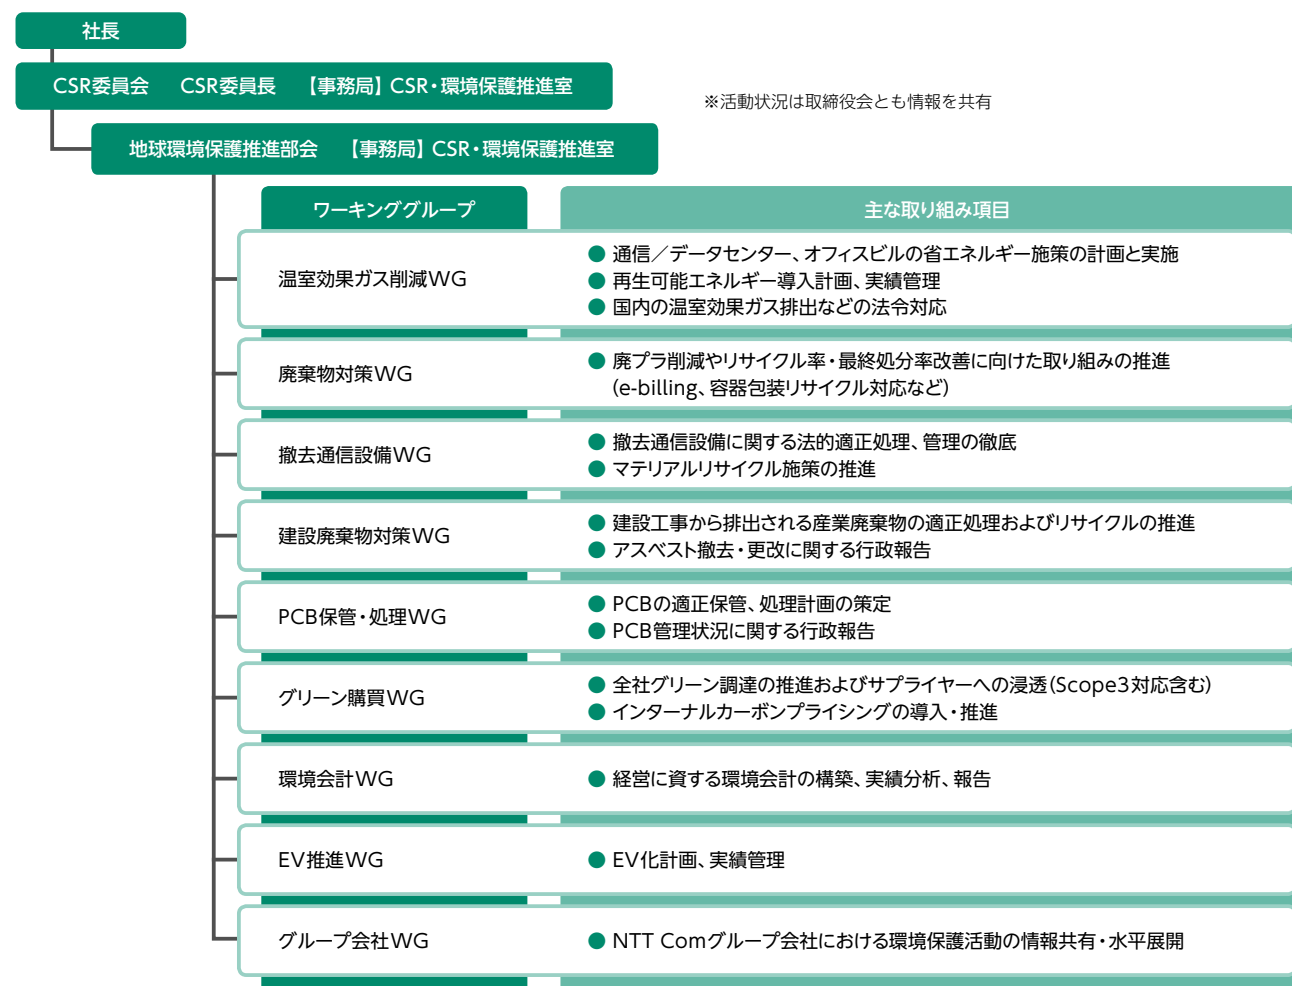 社長
CSR委員会 CSR委員長 【事務局】CSR・環境保護推進室
※活動状況は取締役会とも情報を共有
地球環境保護推進部会 【事務局】CSR・環境保護推進室
ワーキンググループ 主な取り組み項目
温室効果ガス削減WG
● 通信／データセンター、オフィスビルの省エネルギー施策の計画と実施
● 再生可能エネルギー導入計画、実績管理
● 国内の温室効果ガス排出などの法令対応
廃棄物対策WG
● 廃プラ削減やリサイクル率・最終処分率改善に向けた取り組みの推進
(e-billing、容器包装リサイクル対応など)
撤去通信設備WG
● 撤去通信設備に関する法的適正処理、管理の徹底
● マテリアルリサイクル施策の推進
建設廃棄物対策WG
● 建設工事から排出される産業廃棄物の適正処理およびリサイクルの推進
● アスベスト撤去・更改に関する行政報告
PCB保管・処理WG
● PCBの適正保管、処理計画の策定
● PCB管理状況に関する行政報告
グリーン購買WG
● 全社グリーン調達の推進およびサプライヤーへの浸透(Scope3対応含む)
● インターナルカーボンプライシングの導入・推進
環境会計WG
● 経営に資する環境会計の構築、実績分析、報告
EV推進WG
● EV化計画、実績管理
グループ会社WG
● NTT Comグループ会社における環境保護活動の情報共有・水平展開